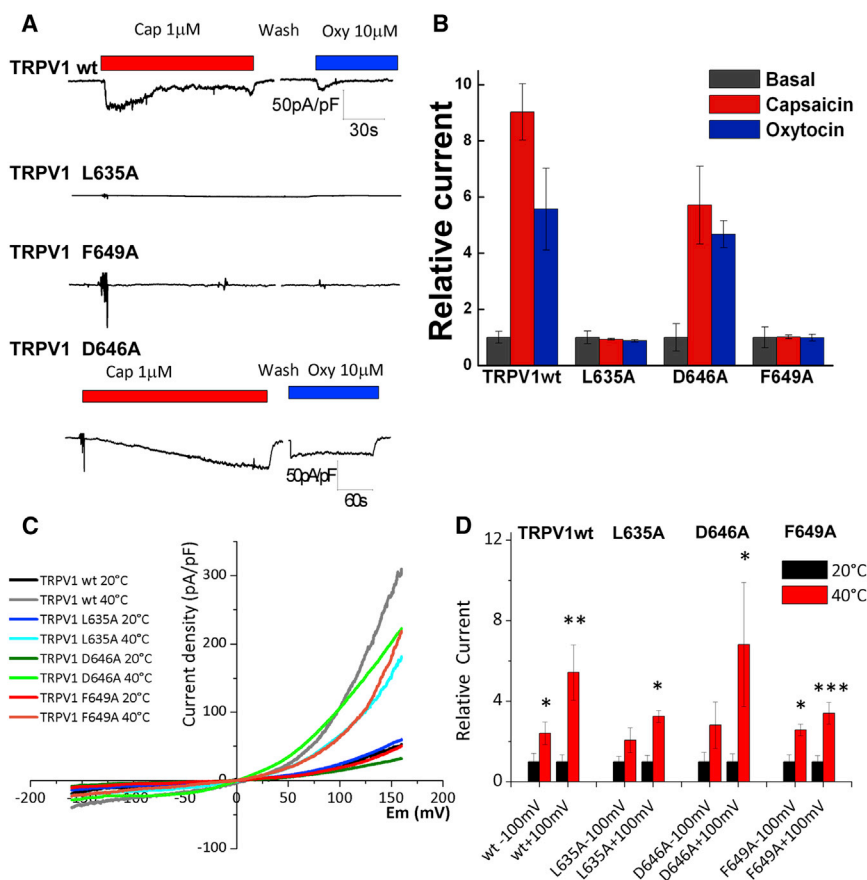 A
Cap 1μM
Wash
Oxy 10μM
TRPV1 wt
50pA/pF
30s
TRPV1 L635A
TRPV1 F649A
TRPV1 D646A
Cap 1μM
Wash
Oxy 10μM
50pA/pF
60s
B
Relative current
10
8
6
4
2
0
Basal
Capsaicin
Oxytocin
TRPV1wt
L635A
D646A
F649A
C
TRPV1 wt 20°C
TRPV1 wt 40°C
TRPV1 L635A 20°C
TRPV1 L635A 40°C
TRPV1 D646A 20°C
TRPV1 D646A 40°C
TRPV1 F649A 20°C
TRPV1 F649A 40°C
Current density (pA/pF)
300
200
100
0
-100
-200
-100
0
50
100
150
200
Em (mV)
D
TRPV1wt
L635A
D646A
F649A
20°C
40°C
Relative Current
12
8
4
0
*
**
*
*
*
***
wt -100mV
wt+100mV
L635A-100mV
L635A+100mV
D646A-100mV
D646A+100mV
F649A-100mV
F649A+100mV